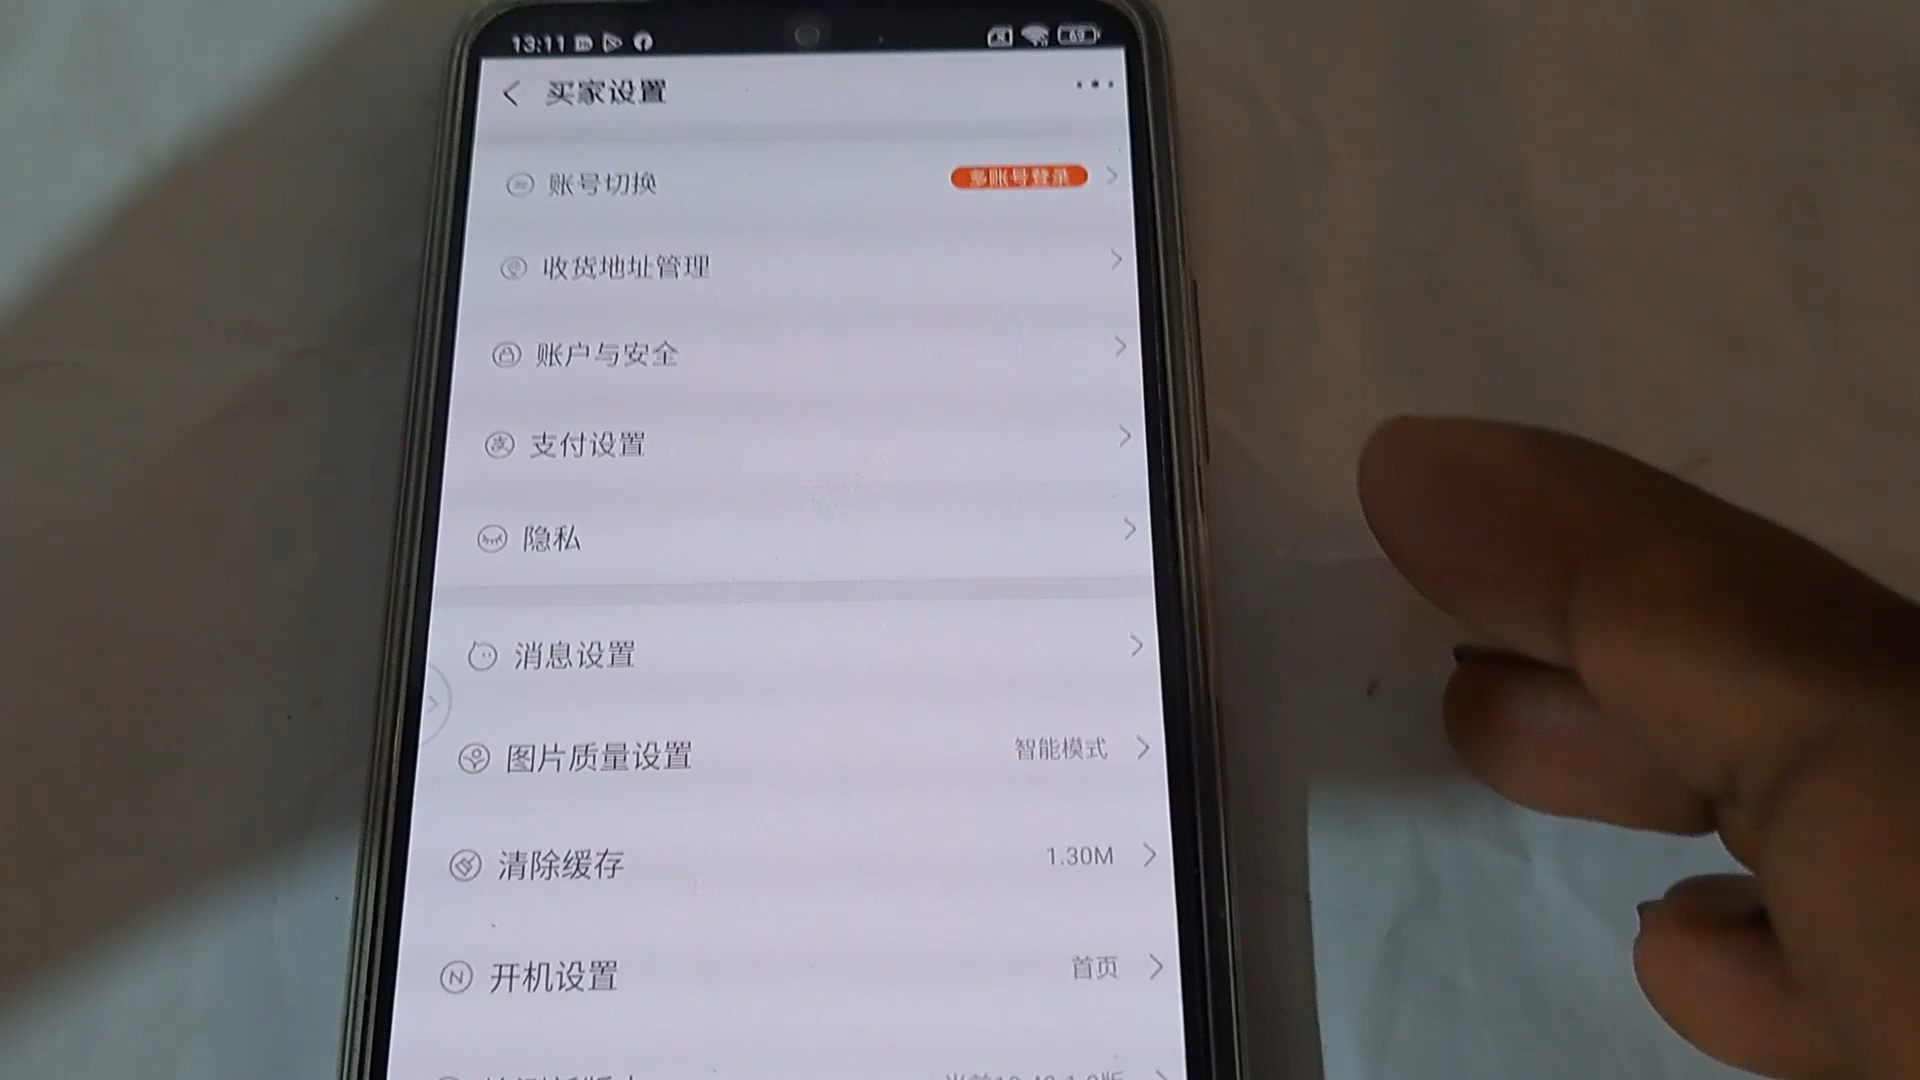 13:11
69
买家设置
账号切换 多账号登录
收货地址管理
账户与安全
支付设置
隐私
消息设置
图片质量设置 智能模式
清除缓存 1.30M
N 开机设置 首页